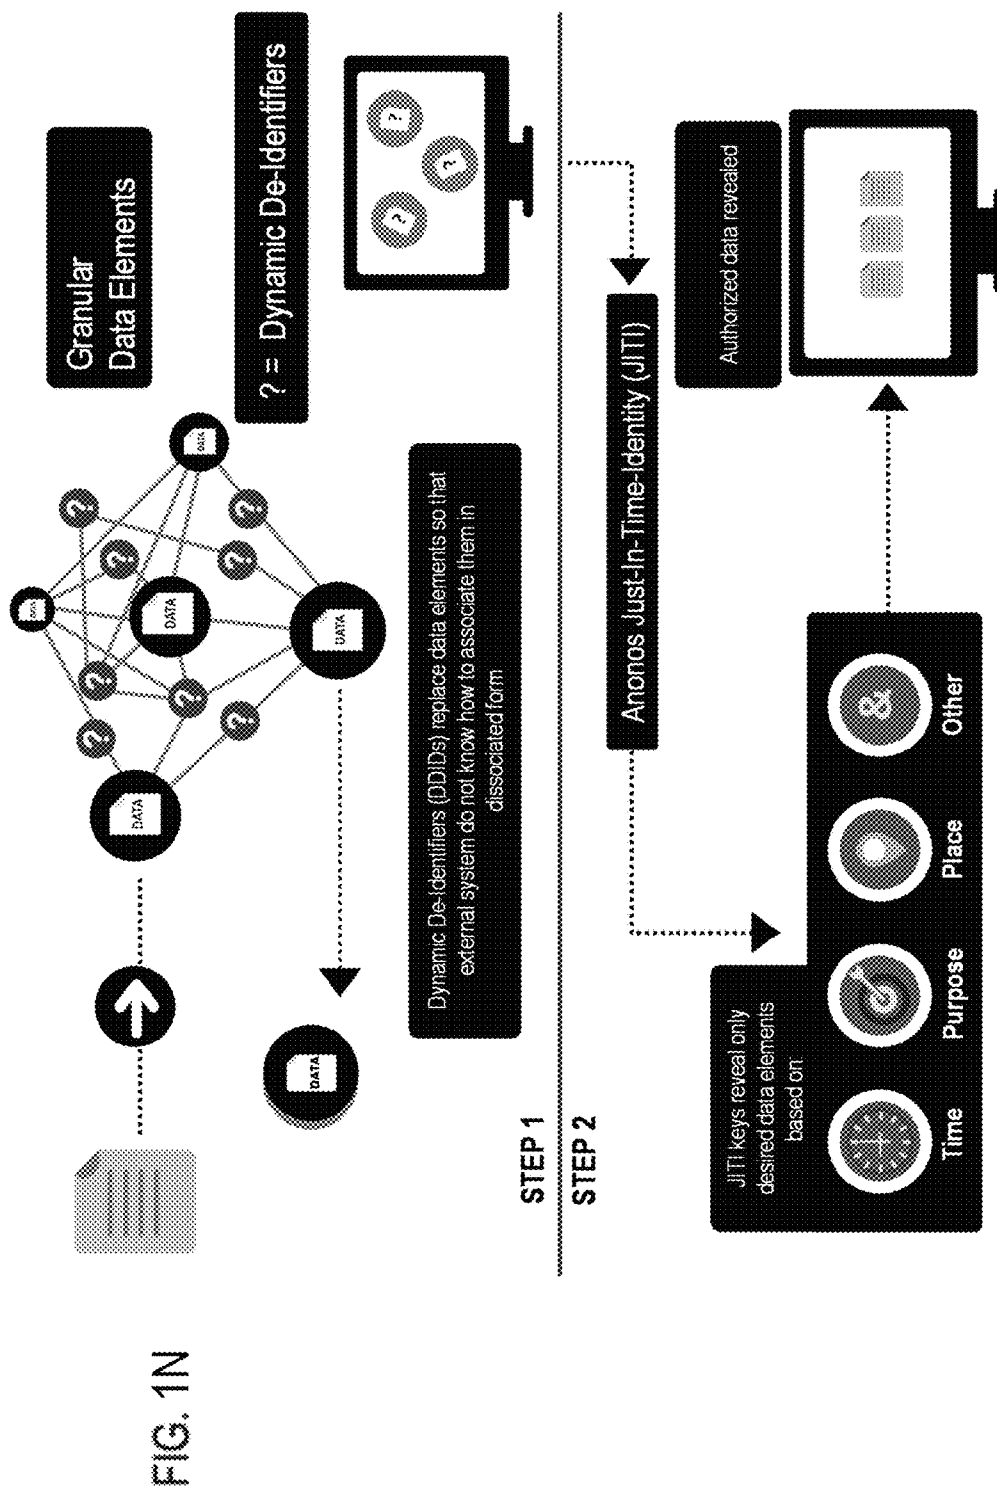 FIG. 1N
Granular
Data Elements
DATA
DATA
DATA
DATA
DATA
DATA
?
?
?
?
?
?
?
?
? = Dynamic De-Identifiers
?
?
?
Dynamic De-Identifiers (DDIDs) replace data elements so that
external system do not know how to associate them in
dissociated form
STEP 1
STEP 2
Anonos Just-In-Time-Identity (JITI)
JITI keys reveal only
desired data elements
based on:
Time
Purpose
Place
&
Other
Authorized data revealed